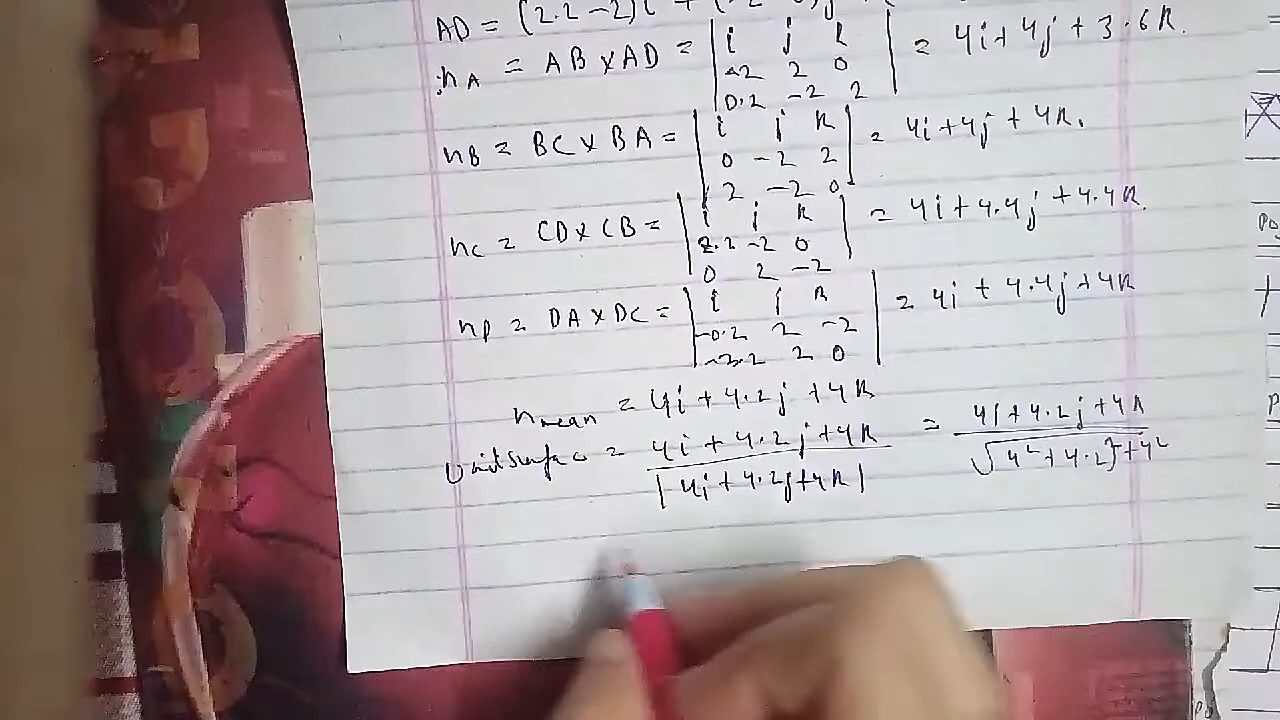 AD = (2.2-2)i +
nA = AB × AD = | i j k | = 4i+4j+3.6k.
-2 2 0
0.2 -2 2
nB = BC × BA = | i j k | = 4i+4j+4k.
0 -2 2
2 -2 0
nC = CD × CB = | i j k | = 4i+4.4j+4.4k.
2.2 -2 0
0 2 -2
nD = DA × DC = | i j k | = 4i+4.4j+4k
-0.2 2 -2
-2.2 2 0
nmean = 4i+4.2j+4k
= 4i+4.2j+4k / |4i+4.2j+4k| = 4i+4.2j+4k / √4²+4.2²+4²